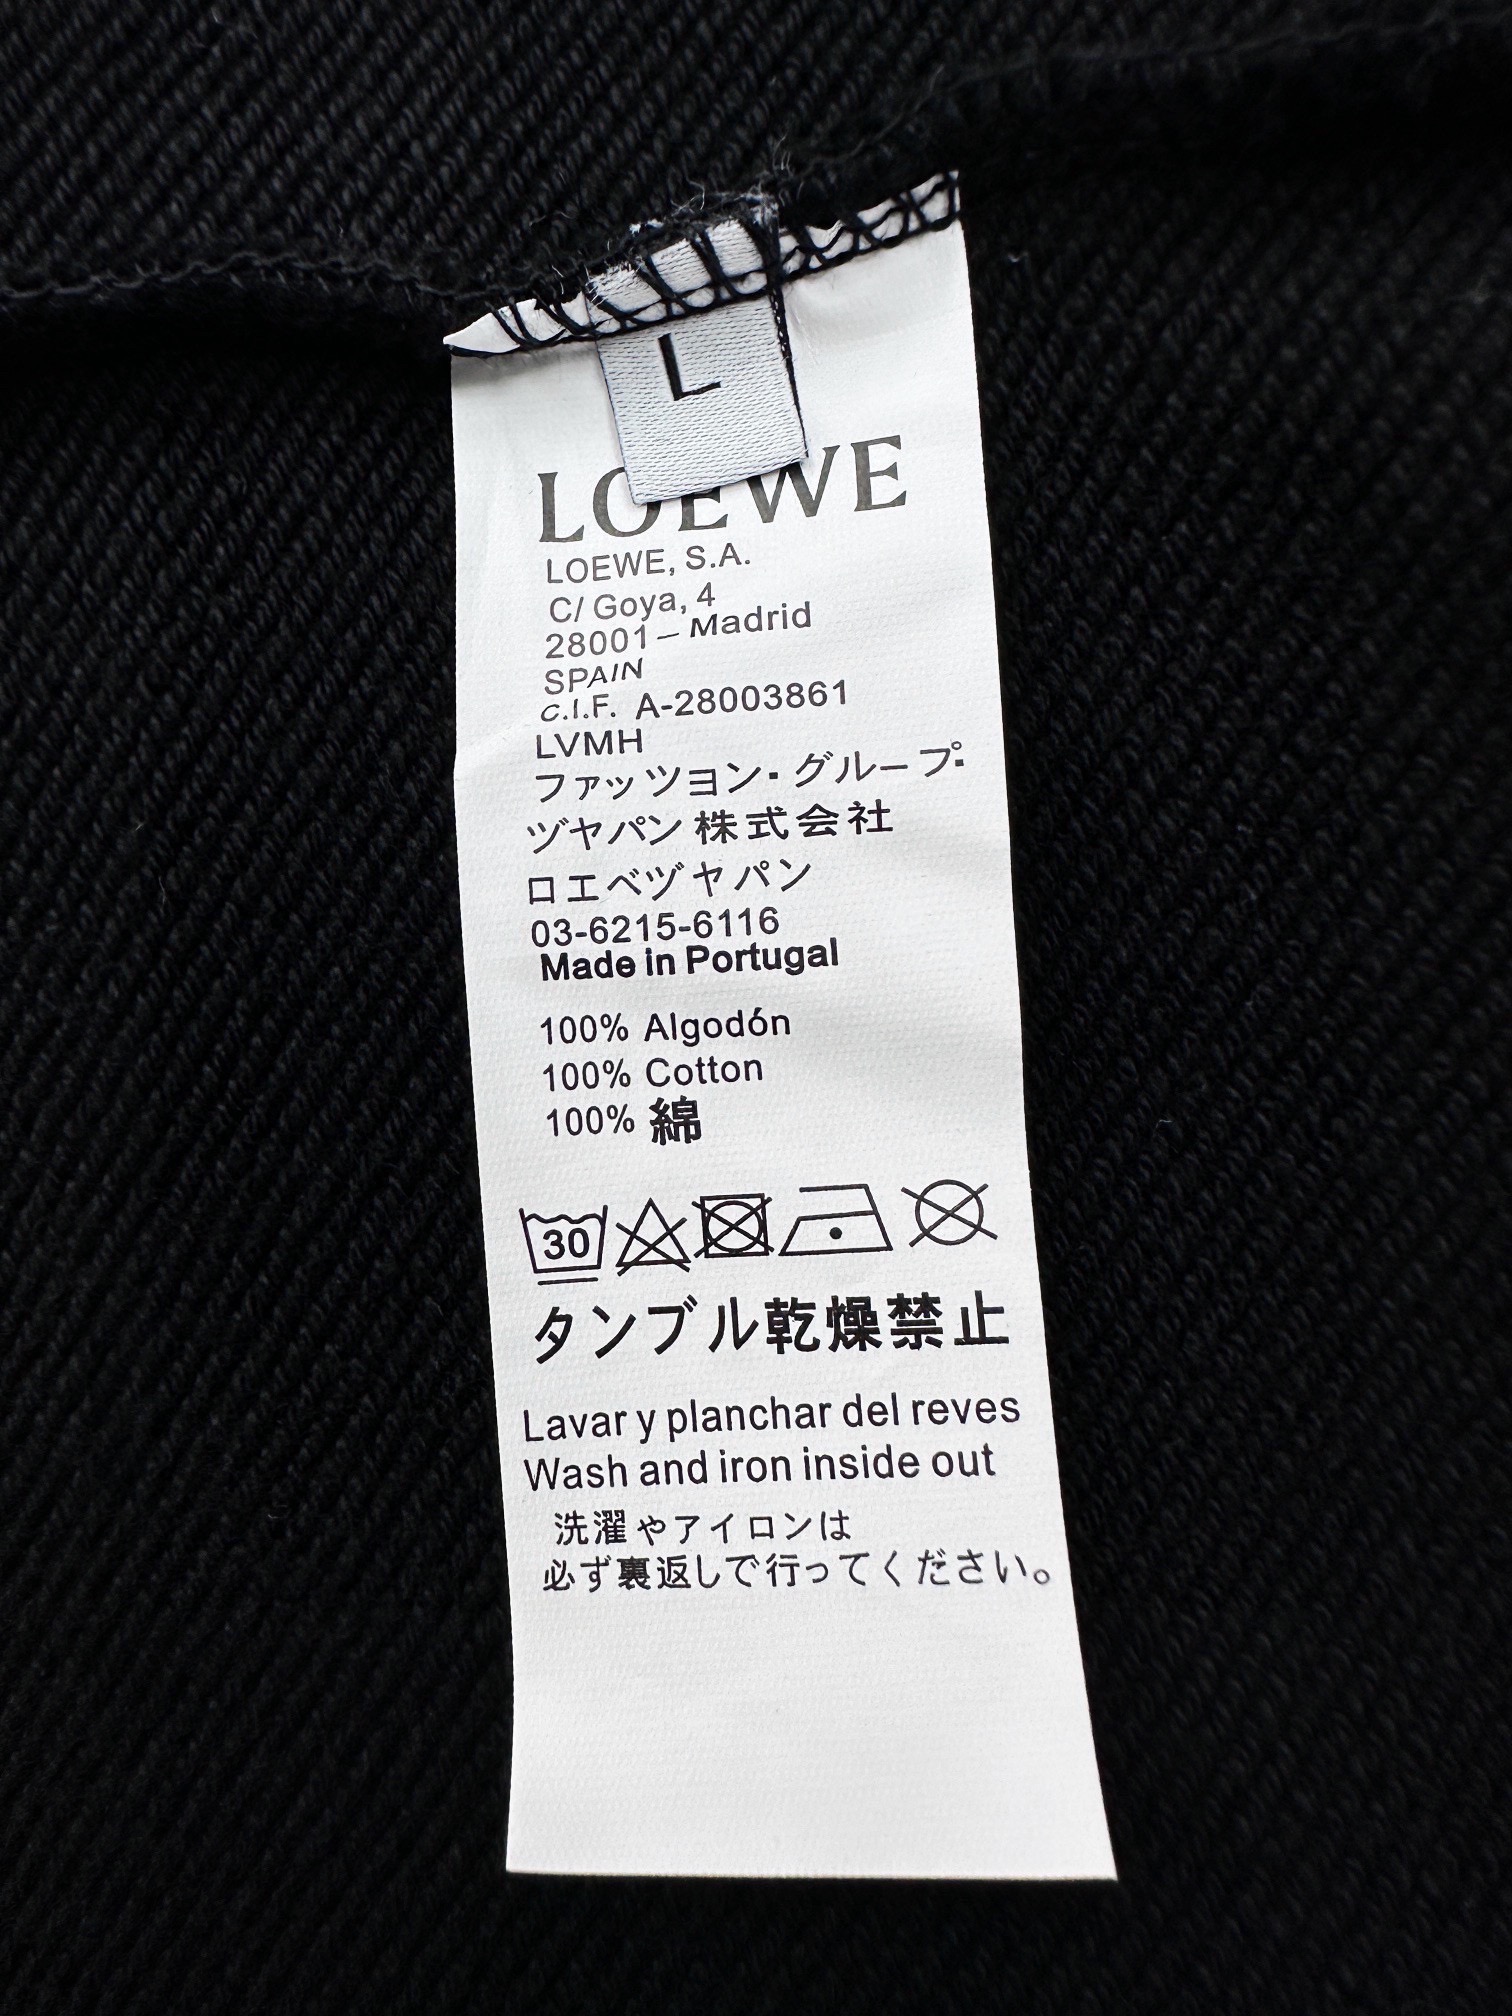 L
LOEWE
LOEWE, S.A.
C/ Goya, 4
28001 – Madrid
SPAIN
C.I.F. A-28003861
LVMH
ファッツヨン・グループ・
ヅヤパン 株式会社
ロエベヅヤパン
03-6215-6116
Made in Portugal
100% Algodón
100% Cotton
100% 綿
30
タンブル乾燥禁止
Lavar y planchar del reves
Wash and iron inside out
洗濯やアイロンは
必ず裏返しで行ってください。